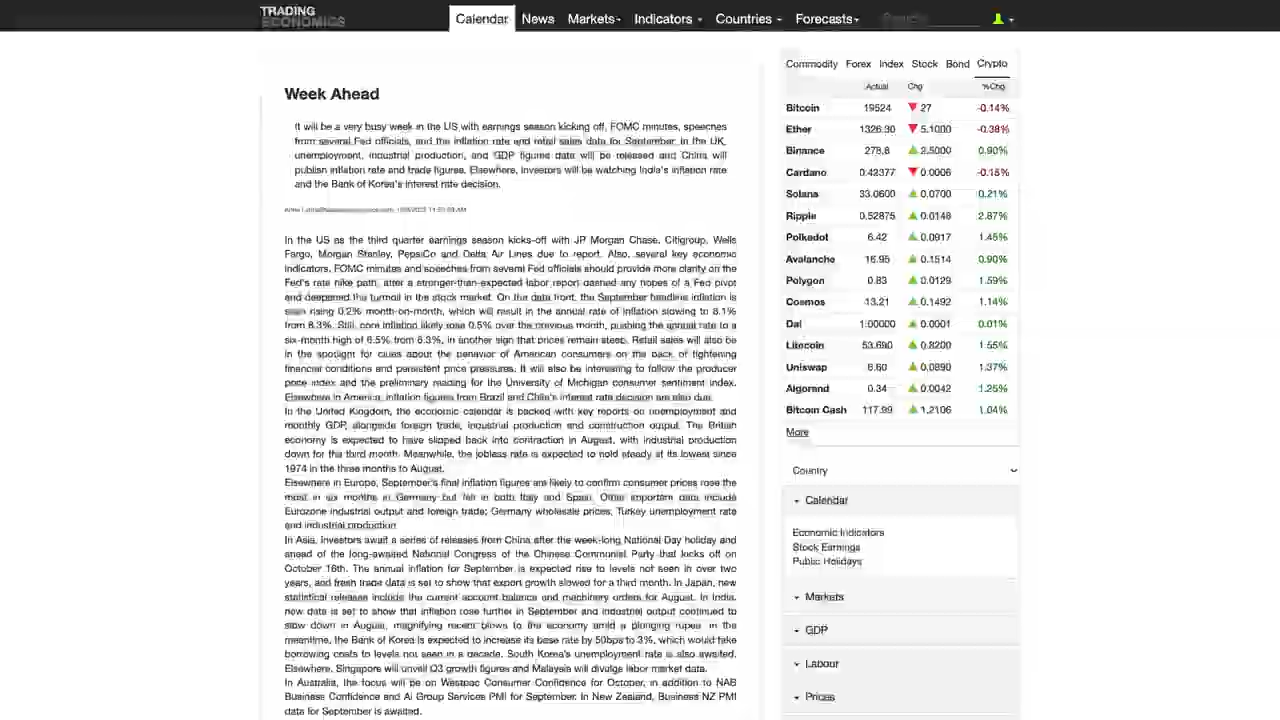 TRADING
ECONOMICS
Calendar News Markets Indicators Countries Forecasts Search
Week Ahead
It will be a very busy week in the US with earnings season kicking off, FOMC minutes, speeches
from several Fed officials, and the inflation rate and retail sales data for September. In the UK,
unemployment, industrial production, and GDP figures data will be released and China will
publish inflation rate and trade figures. Elsewhere, investors will be watching India's inflation rate
and the Bank of Korea's interest rate decision.
In the US as the third quarter earnings season kicks-off with JP Morgan Chase, Citigroup, Wells
Fargo, Morgan Stanley, PepsiCo and Delta Air Lines due to report. Also, several key economic
indicators, FOMC minutes and speeches from several Fed officials should provide more clarity on the
Fed's rate hike path, after a stronger-than-expected labor report dashed any hopes of a Fed pivot
and deepened the turmoil in the stock market. On the data front, the September headline inflation is
seen rising 0.2% month-on-month, which will result in the annual rate of inflation slowing to 8.1%
from 8.3%. Still, core inflation likely rose 0.5% over the previous month, pushing the annual rate to a
six-month high of 6.5% from 6.3%, in another sign that prices remain steep. Retail sales will also be
in the spotlight for clues about the behavior of American consumers on the back of tightening
financial conditions and persistent price pressures. It will also be interesting to follow the producer
price index and the preliminary reading for the University of Michigan consumer sentiment index.
Elsewhere in America, inflation figures from Brazil and Chile's interest rate decision are also due.
In the United Kingdom, the economic calendar is packed with key reports on unemployment and
monthly GDP, alongside foreign trade, industrial production and construction output. The British
economy is expected to have slipped back into contraction in August, with industrial production
down for the third month. Meanwhile, the jobless rate is expected to hold steady at its lowest since
1974 in the three months to August.
Elsewhere in Europe, September's final inflation figures are likely to confirm consumer prices rose the
most in six months in Germany but fell in both Italy and Spain. Other important data include
Eurozone industrial output and foreign trade; Germany wholesale prices, Turkey unemployment rate
and industrial production.
In Asia, investors await a series of releases from China after the week-long National Day holiday and
ahead of the long-awaited National Congress of the Chinese Communist Party that kicks off on
October 16th. The annual inflation for September is expected rise to levels not seen in over two
years, and fresh trade data is set to show that export growth slowed for a third month. In Japan, new
statistical releases include the current account balance and machinery orders for August. In India,
new data is set to show that inflation rose further in September and industrial output continued to
slow down in August, magnifying recent blows to the economy amid a plunging rupee. In the
meantime, the Bank of Korea is expected to increase its base rate by 50bps to 3%, which would take
borrowing costs to levels not seen in a decade. South Korea's unemployment rate is also awaited.
Elsewhere, Singapore will unveil Q3 growth figures and Malaysia will divulge labor market data.
In Australia, the focus will be on Westpac Consumer Confidence for October, in addition to NAB
Business Confidence and Ai Group Services PMI for September. In New Zealand, Business NZ PMI
data for September is awaited.
Commodity Forex Index Stock Bond Crypto
Actual Chg %Chg
Bitcoin 19524 27 -0.14%
Ether 1326.30 5.1000 -0.38%
Binance 278.8 2.5000 0.90%
Cardano 0.42377 0.0006 -0.15%
Solana 33.0600 0.0700 0.21%
Ripple 0.52875 0.0148 2.87%
Polkadot 6.42 0.0917 1.45%
Avalanche 16.95 0.1514 0.90%
Polygon 0.83 0.0129 1.59%
Cosmos 13.21 0.1492 1.14%
Dai 1.00000 0.0001 0.01%
Litecoin 53.690 0.8200 1.55%
Uniswap 6.60 0.0890 1.37%
Algorand 0.34 0.0042 1.25%
Bitcoin Cash 117.99 1.2106 1.04%
More
Country
Calendar
Economic Indicators
Stock Earnings
Public Holidays
Markets
GDP
Labour
Prices